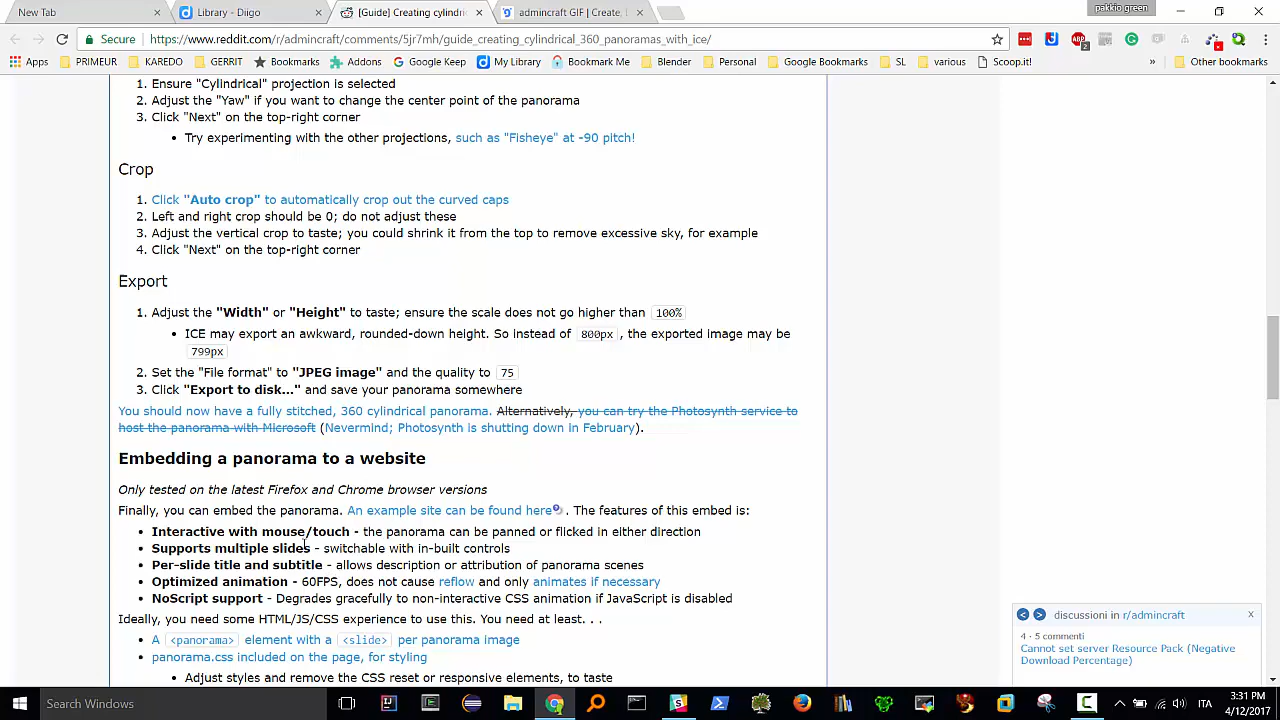 New Tab
Library - Diigo
[Guide] Creating cylindri
admincraft GIF | Create,
pakkio green
Secure
https://www.reddit.com/r/admincraft/comments/5jr7mh/guide_creating_cylindrical_360_panoramas_with_ice/
Apps PRIMEUR KAREDO GERRIT Bookmarks Addons Google Keep My Library Bookmark Me Blender Personal Google Bookmarks SL various Scoop.it! » Other bookmarks
1. Ensure "Cylindrical" projection is selected
2. Adjust the "Yaw" if you want to change the center point of the panorama
3. Click "Next" on the top-right corner
• Try experimenting with the other projections, such as "Fisheye" at -90 pitch!
Crop
1. Click "Auto crop" to automatically crop out the curved caps
2. Left and right crop should be 0; do not adjust these
3. Adjust the vertical crop to taste; you could shrink it from the top to remove excessive sky, for example
4. Click "Next" on the top-right corner
Export
1. Adjust the "Width" or "Height" to taste; ensure the scale does not go higher than 100%
• ICE may export an awkward, rounded-down height. So instead of 800px , the exported image may be
799px
2. Set the "File format" to "JPEG image" and the quality to 75
3. Click "Export to disk..." and save your panorama somewhere
You should now have a fully stitched, 360 cylindrical panorama. Alternatively, you can try the Photosynth service to
host the panorama with Microsoft (Nevermind; Photosynth is shutting down in February).
Embedding a panorama to a website
Only tested on the latest Firefox and Chrome browser versions
Finally, you can embed the panorama. An example site can be found here . The features of this embed is:
• Interactive with mouse/touch - the panorama can be panned or flicked in either direction
• Supports multiple slides - switchable with in-built controls
• Per-slide title and subtitle - allows description or attribution of panorama scenes
• Optimized animation - 60FPS, does not cause reflow and only animates if necessary
• NoScript support - Degrades gracefully to non-interactive CSS animation if JavaScript is disabled
Ideally, you need some HTML/JS/CSS experience to use this. You need at least. . .
• A <panorama> element with a <slide> per panorama image
• panorama.css included on the page, for styling
• Adjust styles and remove the CSS reset or responsive elements, to taste
discussioni in r/admincraft x
4 · 5 commenti
Cannot set server Resource Pack (Negative
Download Percentage)
Search Windows
ITA
3:31 PM
4/12/2017